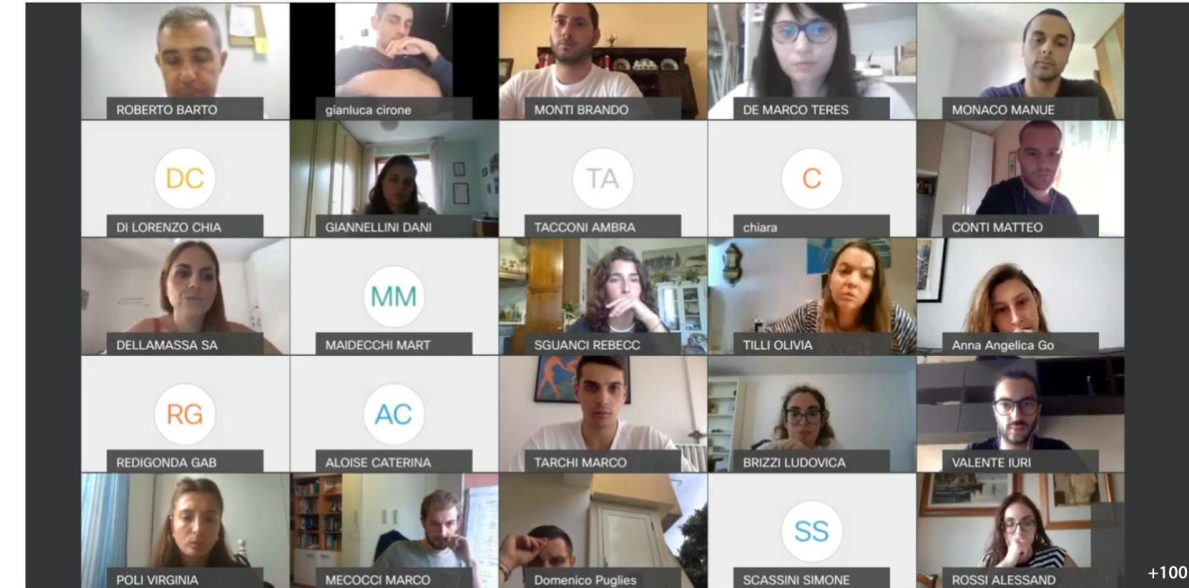 ROBERTO BARTO
gianluca cirone
MONTI BRANDO
DE MARCO TERES
MONACO MANUE
DC
DI LORENZO CHIA
GIANNELLINI DANI
TA
TACCONI AMBRA
C
chiara
CONTI MATTEO
DELLAMASSA SA
MM
MAIDECCHI MART
SGUANCI REBECC
TILLI OLIVIA
Anna Angelica Go
RG
REDIGONDA GAB
AC
ALOISE CATERINA
TARCHI MARCO
BRIZZI LUDOVICA
VALENTE IURI
POLI VIRGINIA
MECOCCI MARCO
Domenico Puglies
SS
SCASSINI SIMONE
ROSSI ALESSAND
+100